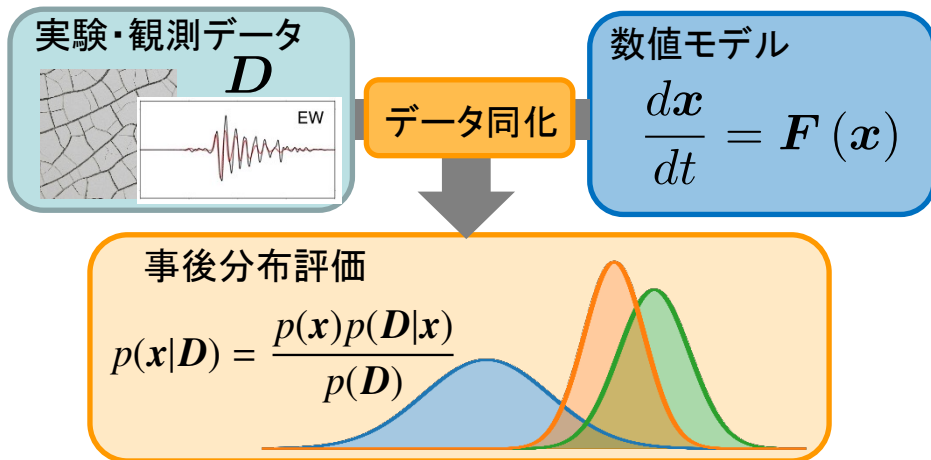 実験・観測データ
D
EW
データ同化
数値モデル
dx/dt = F (x)
事後分布評価
p(x|D) = p(x)p(D|x)/p(D)